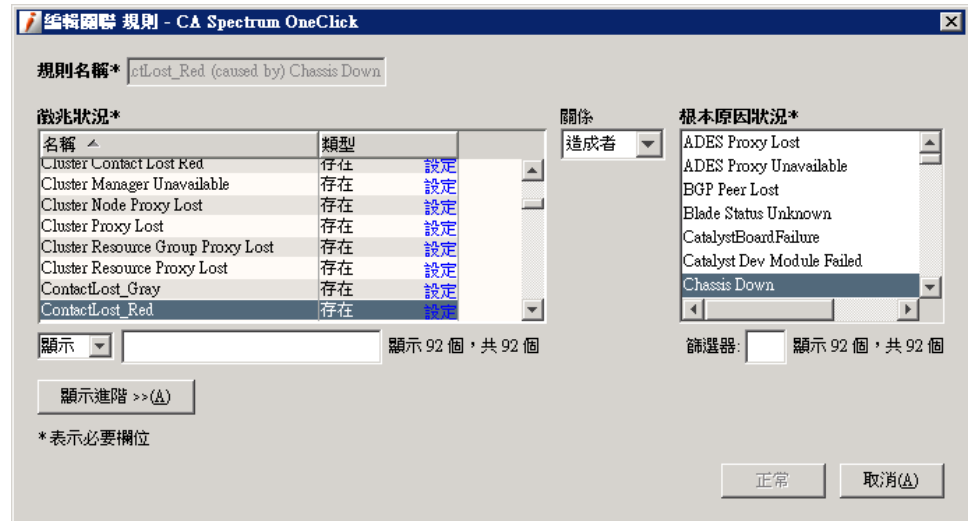 編輯關聯 規則 - CA Spectrum OneClick
規則名稱* ctLost_Red (caused by) Chassis Down
徵兆狀況*
關係
根本原因狀況*
名稱 類型
造成者
Cluster Contact Lost Red 存在 設定
Cluster Manager Unavailable 存在 設定
Cluster Node Proxy Lost 存在 設定
Cluster Proxy Lost 存在 設定
Cluster Resource Group Proxy Lost 存在 設定
Cluster Resource Proxy Lost 存在 設定
ContactLost_Gray 存在 設定
ContactLost_Red 存在 設定
ADES Proxy Lost
ADES Proxy Unavailable
BGP Peer Lost
Blade Status Unknown
CatalystBoardFailure
Catalyst Dev Module Failed
Chassis Down
顯示 顯示 92 個，共 92 個
篩選器: 顯示 92 個，共 92 個
顯示進階 >>(A)
*表示必要欄位
正常 取消(A)